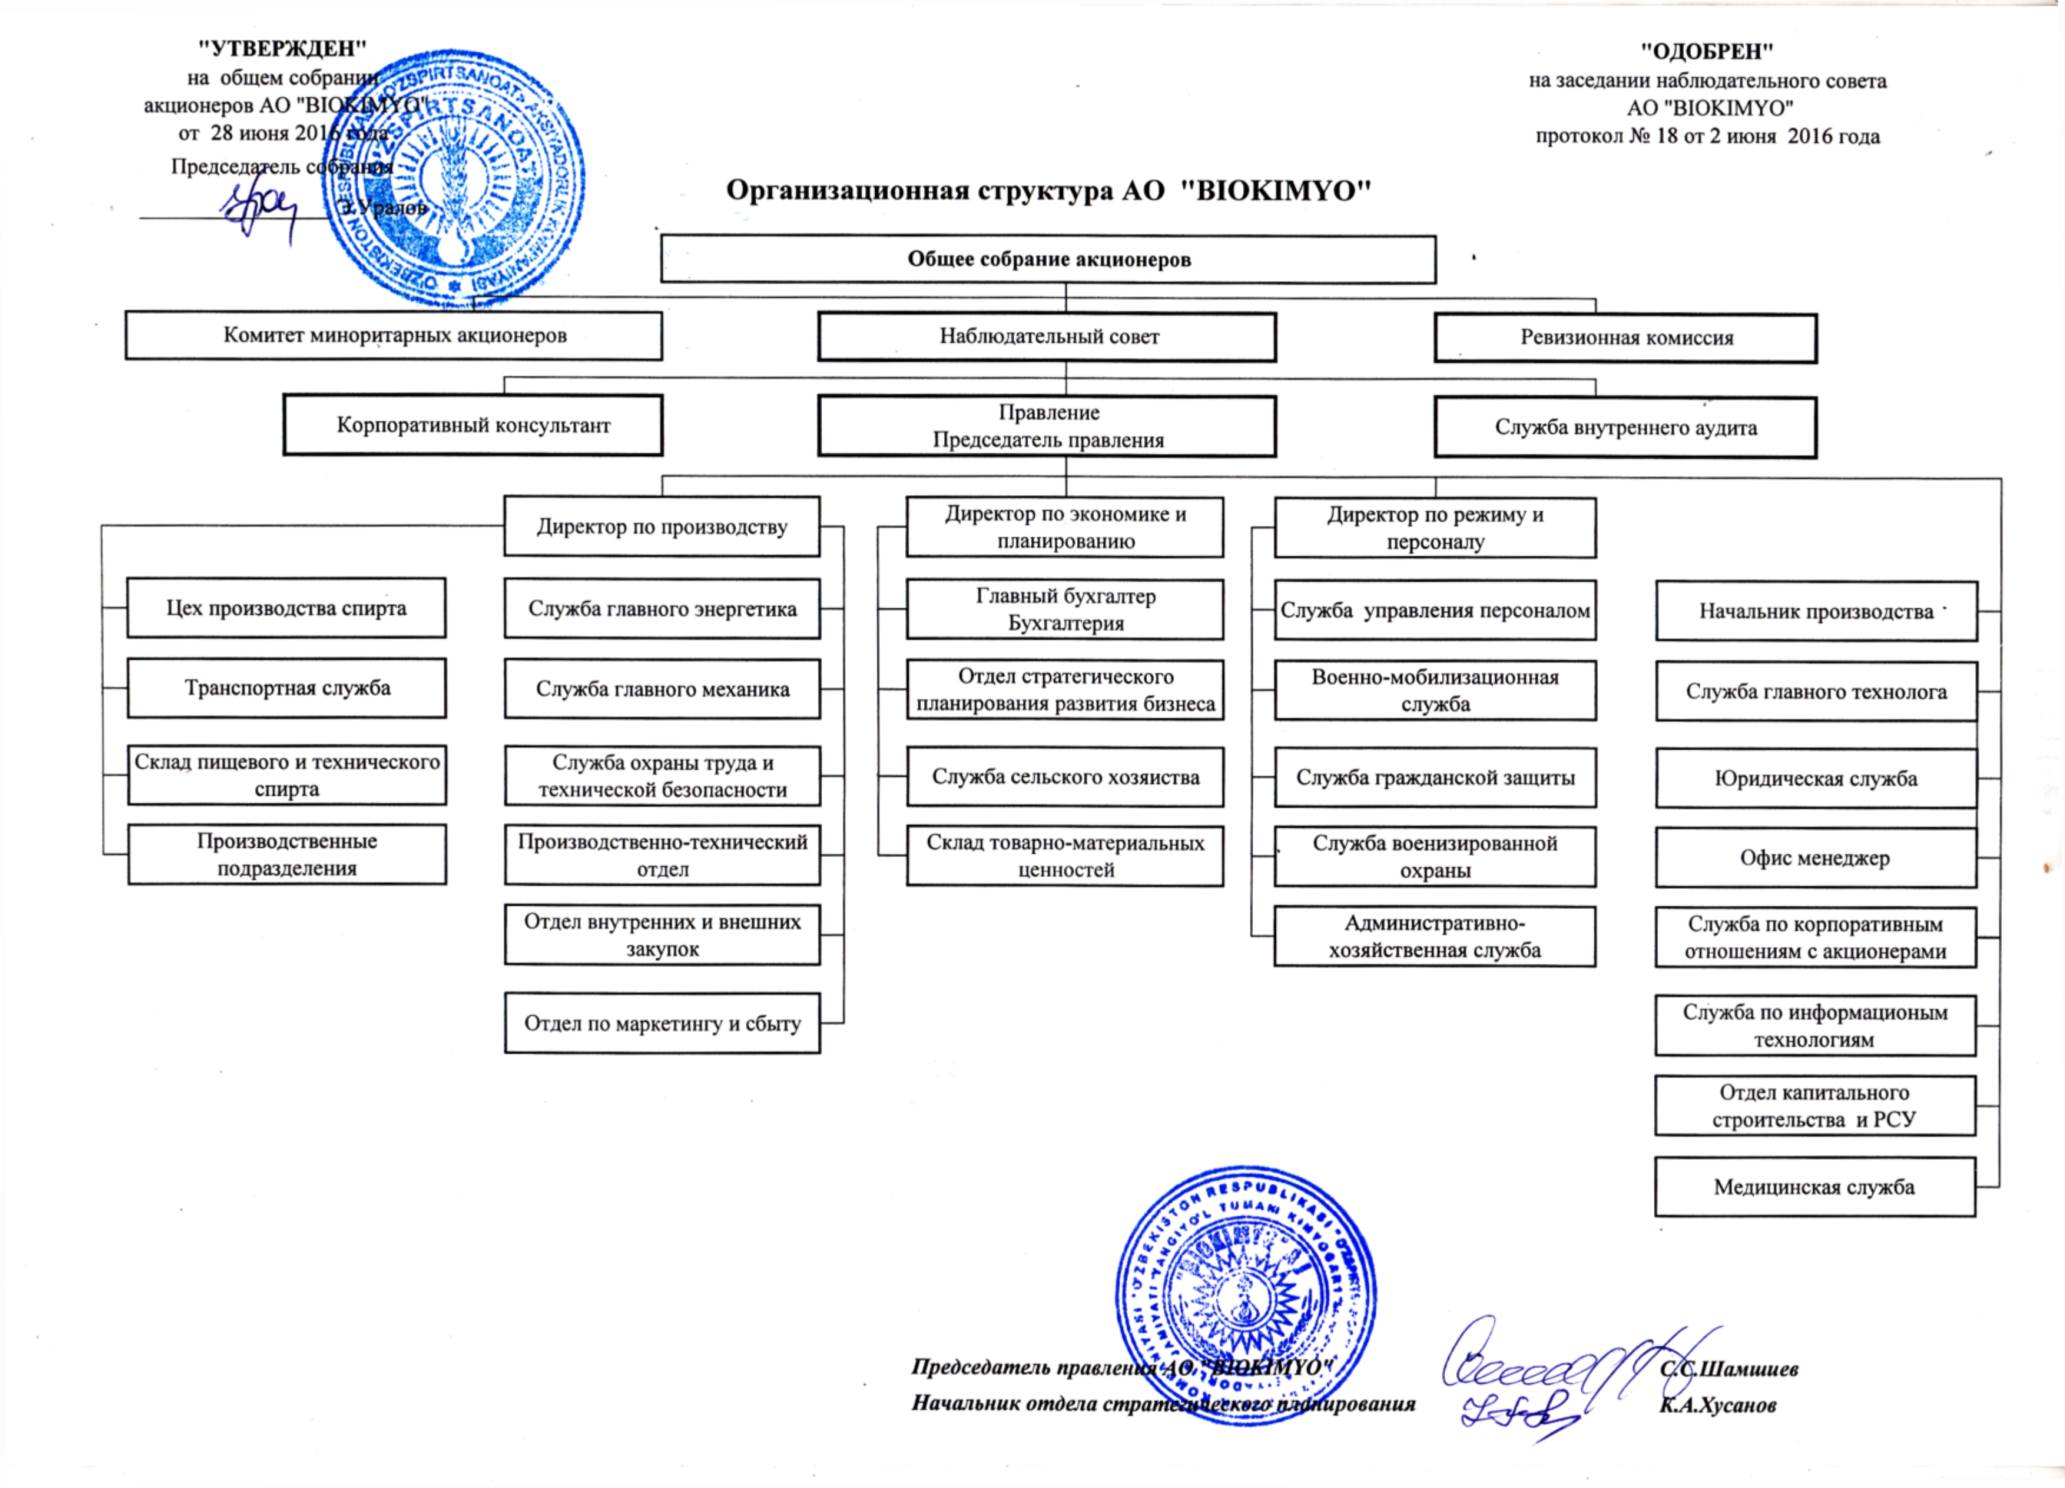 "УТВЕРЖДЕН"
на общем собрании
акционеров АО "BIOKIMYO"
от 28 июня 2016 года
Председатель собрания
Э.Уралов
"ОДОБРЕН"
на заседании наблюдательного совета
АО "BIOKIMYO"
протокол № 18 от 2 июня 2016 года
Организационная структура АО "BIOKIMYO"
Общее собрание акционеров
Комитет миноритарных акционеров
Наблюдательный совет
Ревизионная комиссия
Корпоративный консультант
Правление
Председатель правления
Служба внутреннего аудита
Директор по производству
Директор по экономике и
планированию
Директор по режиму и
персоналу
Цех производства спирта
Служба главного энергетика
Главный бухгалтер
Бухгалтерия
Служба управления персоналом
Начальник производства
Транспортная служба
Служба главного механика
Отдел стратегического
планирования развития бизнеса
Военно-мобилизационная
служба
Служба главного технолога
Склад пищевого и технического
спирта
Служба охраны труда и
технической безопасности
Служба сельского хозяиства
Служба гражданской защиты
Юридическая служба
Производственные
подразделения
Производственно-технический
отдел
Склад товарно-материальных
ценностей
Служба военизированной
охраны
Офис менеджер
Отдел внутренних и внешних
закупок
Административно-
хозяйственная служба
Служба по корпоративным
отношениям с акционерами
Отдел по маркетингу и сбыту
Служба по информационым
технологиям
Отдел капитального
строительства и РСУ
Медицинская служба
O'ZSPIRTSANOAT
O'ZBEKISTON RESPUBLIKASI
Председатель правления АО "BIOKIMYO"
С.С.Шамшиев
Начальник отдела стратегического планирования
К.А.Хусанов